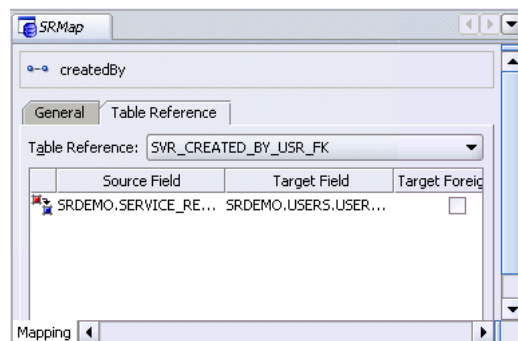 SRMap
createdBy
General Table Reference
Table Reference: SVR_CREATED_BY_USR_FK
Source Field Target Field Target Foreig
SRDEMO.SERVICE_RE... SRDEMO.USERS.USER...
Mapping